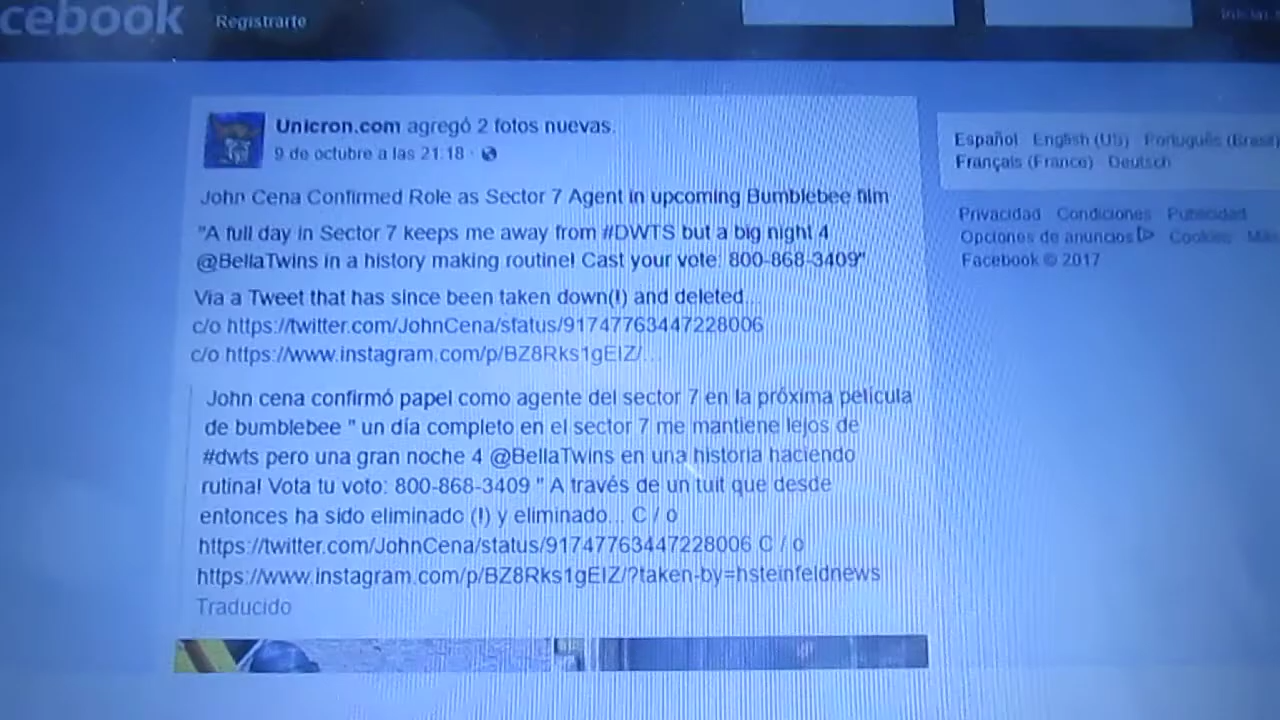 cebook Registrarte
Unicron.com agregó 2 fotos nuevas.
9 de octubre a las 21:18 ·
John Cena Confirmed Role as Sector 7 Agent in upcoming Bumblebee film
"A full day in Sector 7 keeps me away from #DWTS but a big night 4
@BellaTwins in a history making routine! Cast your vote: 800-868-3409"
Via a Tweet that has since been taken down(!) and deleted...
c/o https://twitter.com/JohnCena/status/91747763447228006
c/o https://www.instagram.com/p/BZ8Rks1gEIZ/...
John cena confirmó papel como agente del sector 7 en la próxima película
de bumblebee " un día completo en el sector 7 me mantiene lejos de
#dwts pero una gran noche 4 @BellaTwins en una historia haciendo
rutina! Vota tu voto: 800-868-3409 " A través de un tuit que desde
entonces ha sido eliminado (!) y eliminado... C / o
https://twitter.com/JohnCena/status/91747763447228006 C / o
https://www.instagram.com/p/BZ8Rks1gEIZ/?taken-by=hsteinfeldnews
Traducido
Español English (US) Português (Brasil)
Français (France) Deutsch
Privacidad Condiciones Publicidad
Opciones de anuncios Cookies Más
Facebook © 2017